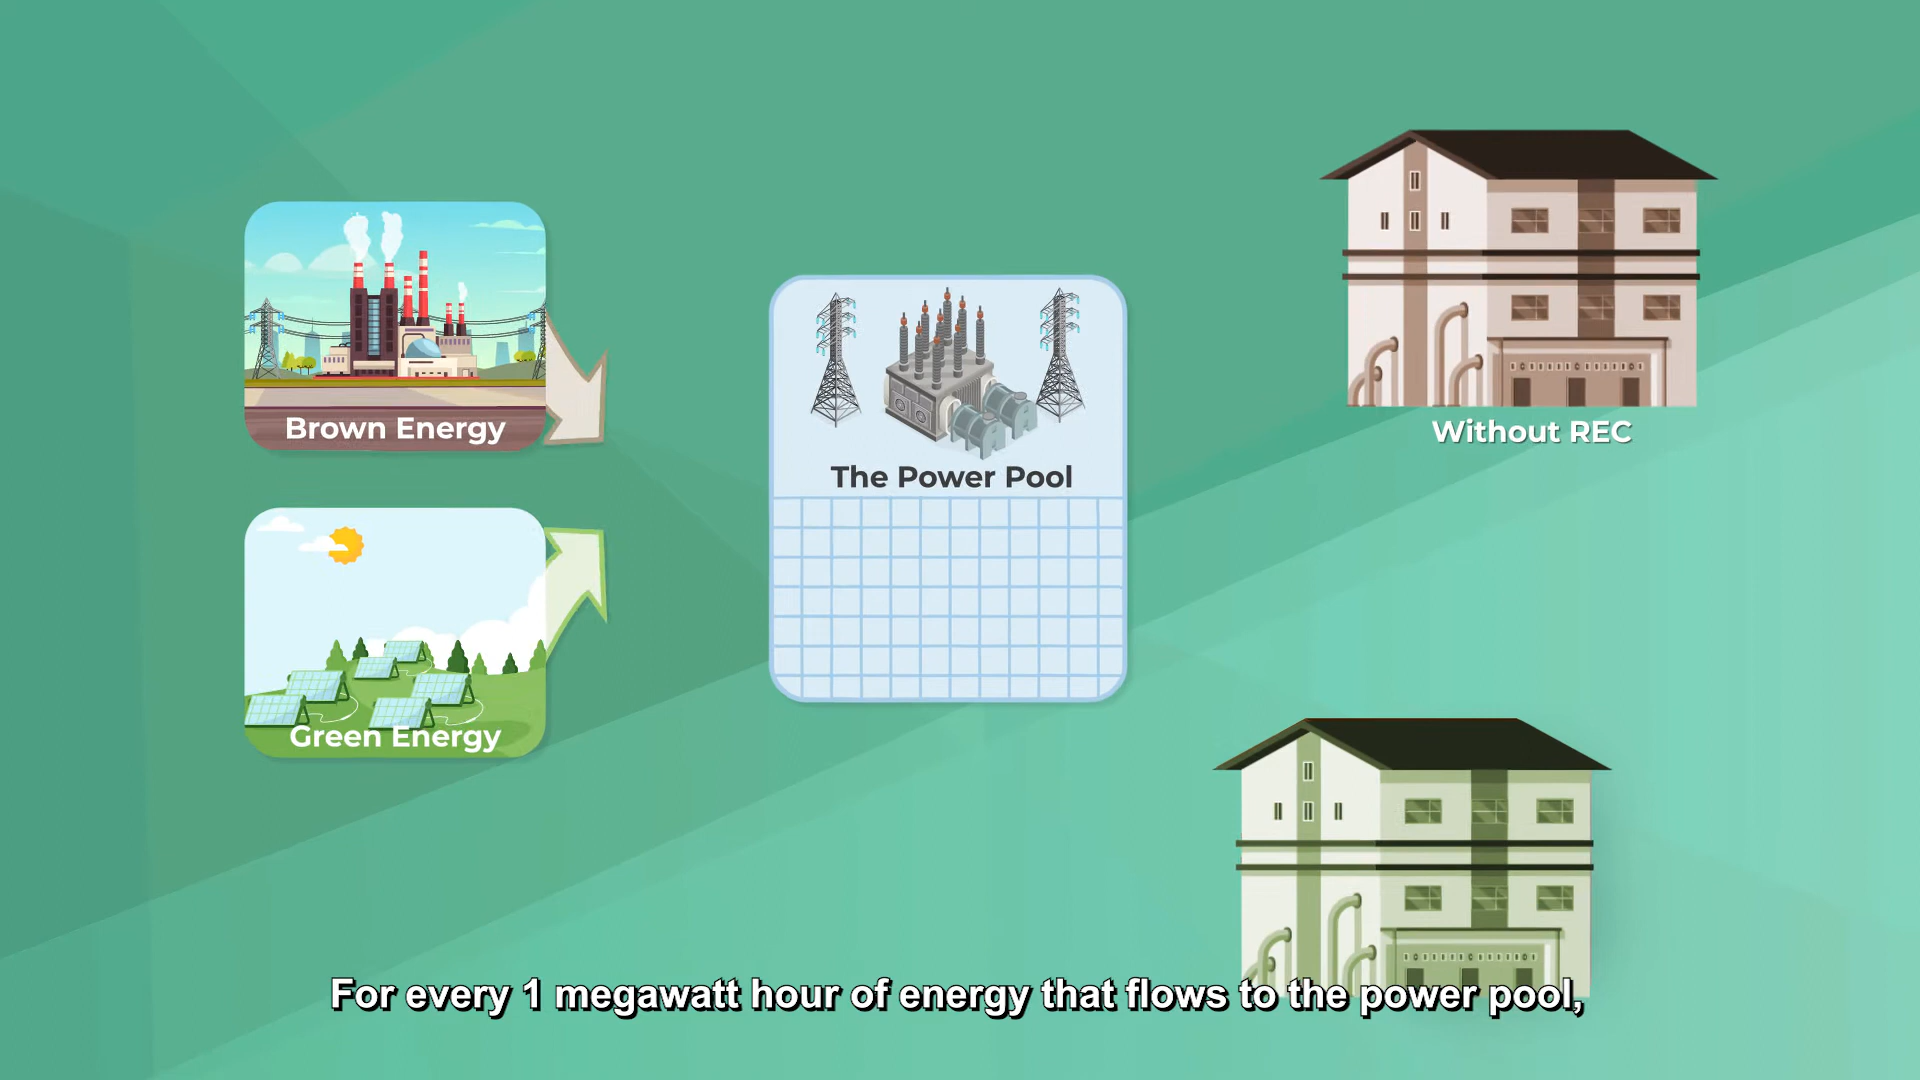 Brown Energy
The Power Pool
Without REC
Green Energy
For every 1 megawatt hour of energy that flows to the power pool,